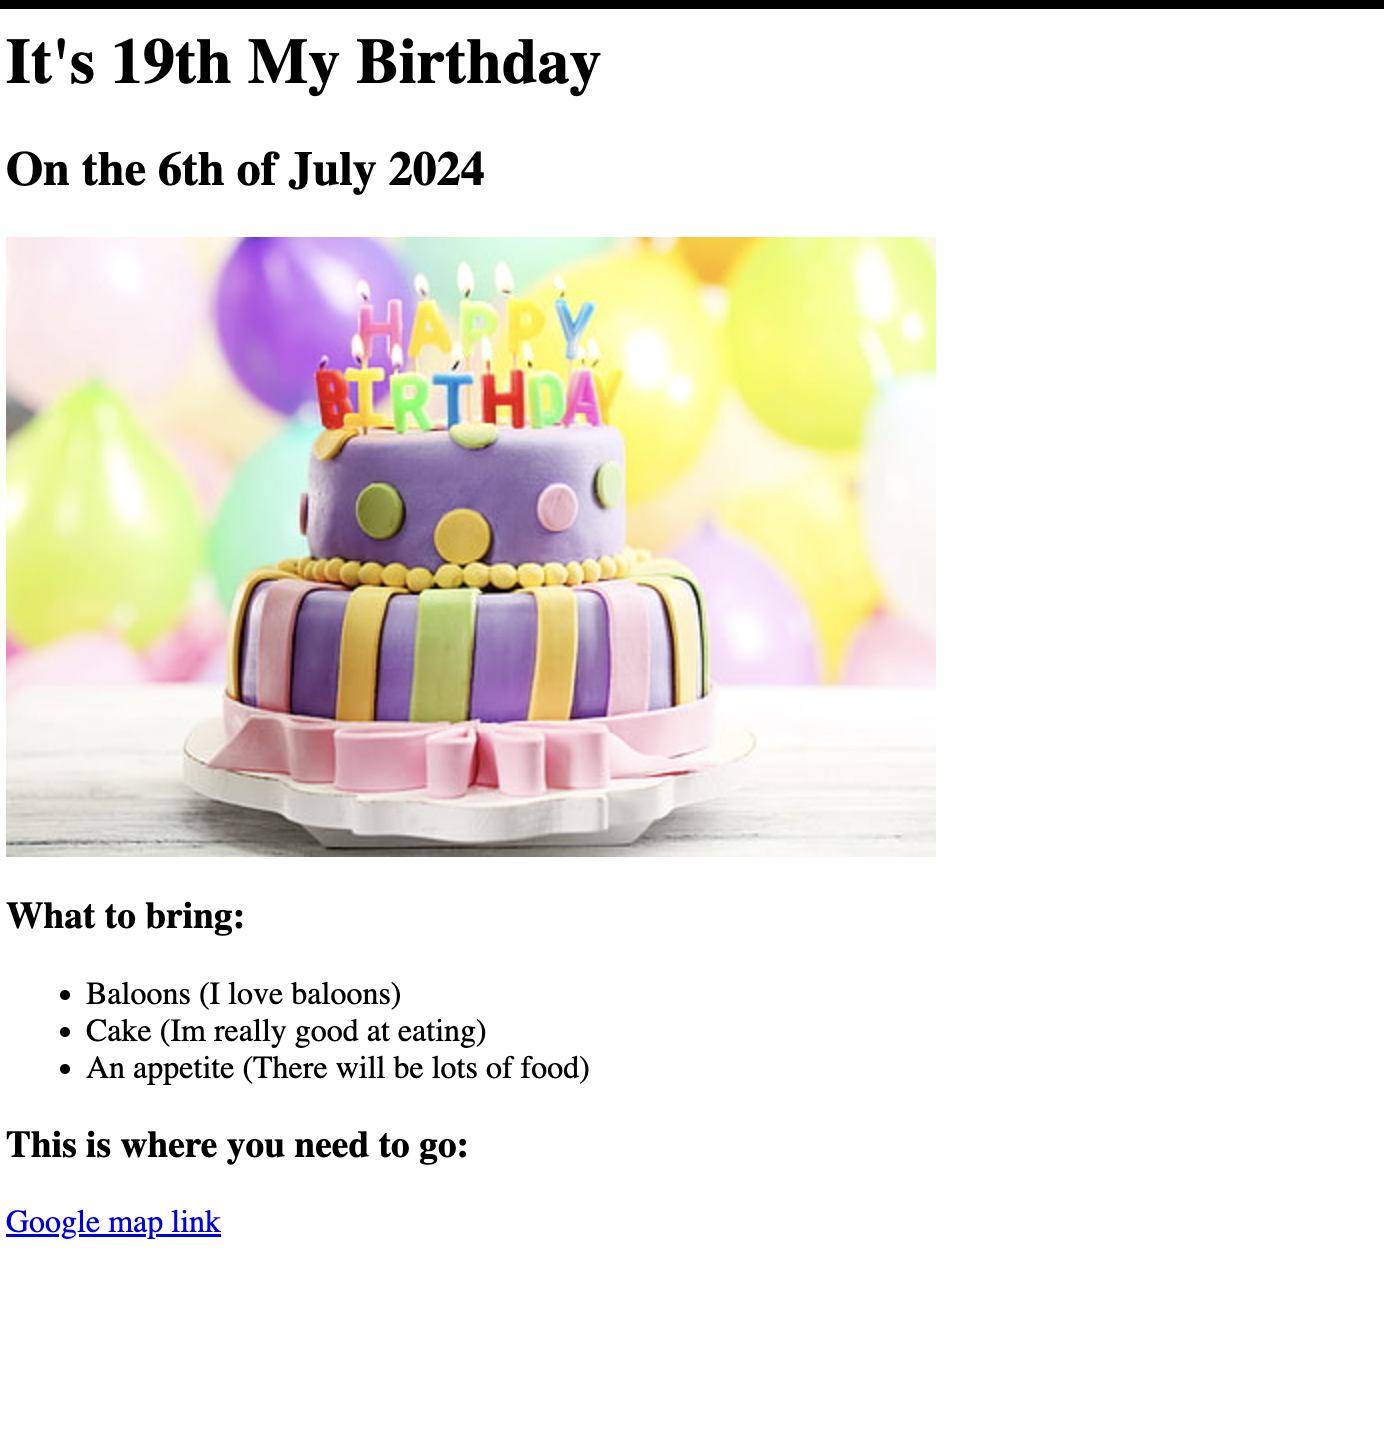 It's 19th My Birthday
On the 6th of July 2024
HAPPY
BIRTHDAY
What to bring:
Baloons (I love baloons)
Cake (Im really good at eating)
An appetite (There will be lots of food)
This is where you need to go:
Google map link